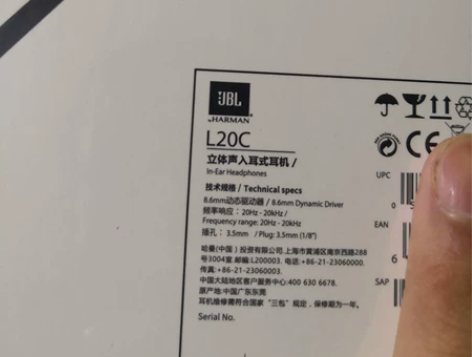 JBL
by HARMAN
L20C
立体声入耳式耳机 /
In-Ear Headphones
技术规格 / Technical specs
8.6mm动态驱动器 / 8.6mm Dynamic Driver
频率响应：20Hz - 20kHz /
Frequency range: 20Hz - 20kHz
插孔：3.5mm / Plug: 3.5mm (1/8")
哈曼(中国）投资有限公司.上海市黄浦区南京西路288
号3004室.邮编:L200003. 电话:+86-21-23060000.
传真:+86-21-23060003.
中国大陆地区客户服务中心:400 630 6678.
原产地:中国广东东莞
耳机维修需符合国家“三包”规定，保修期为一年。
Serial No.
CE
UPC
0
EAN
6
SAP